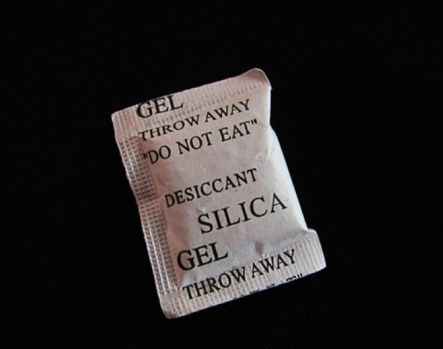 GEL
THROW AWAY
"DO NOT EAT"
DESICCANT
SILICA
GEL
THROW AWAY